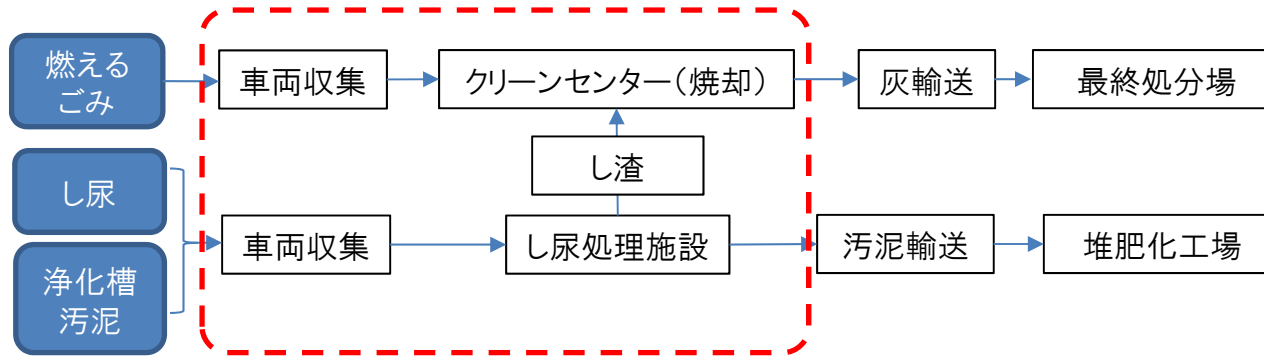 燃える
ごみ
車両収集
クリーンセンター(焼却)
灰輸送
最終処分場
し渣
し尿
車両収集
し尿処理施設
汚泥輸送
堆肥化工場
浄化槽
汚泥